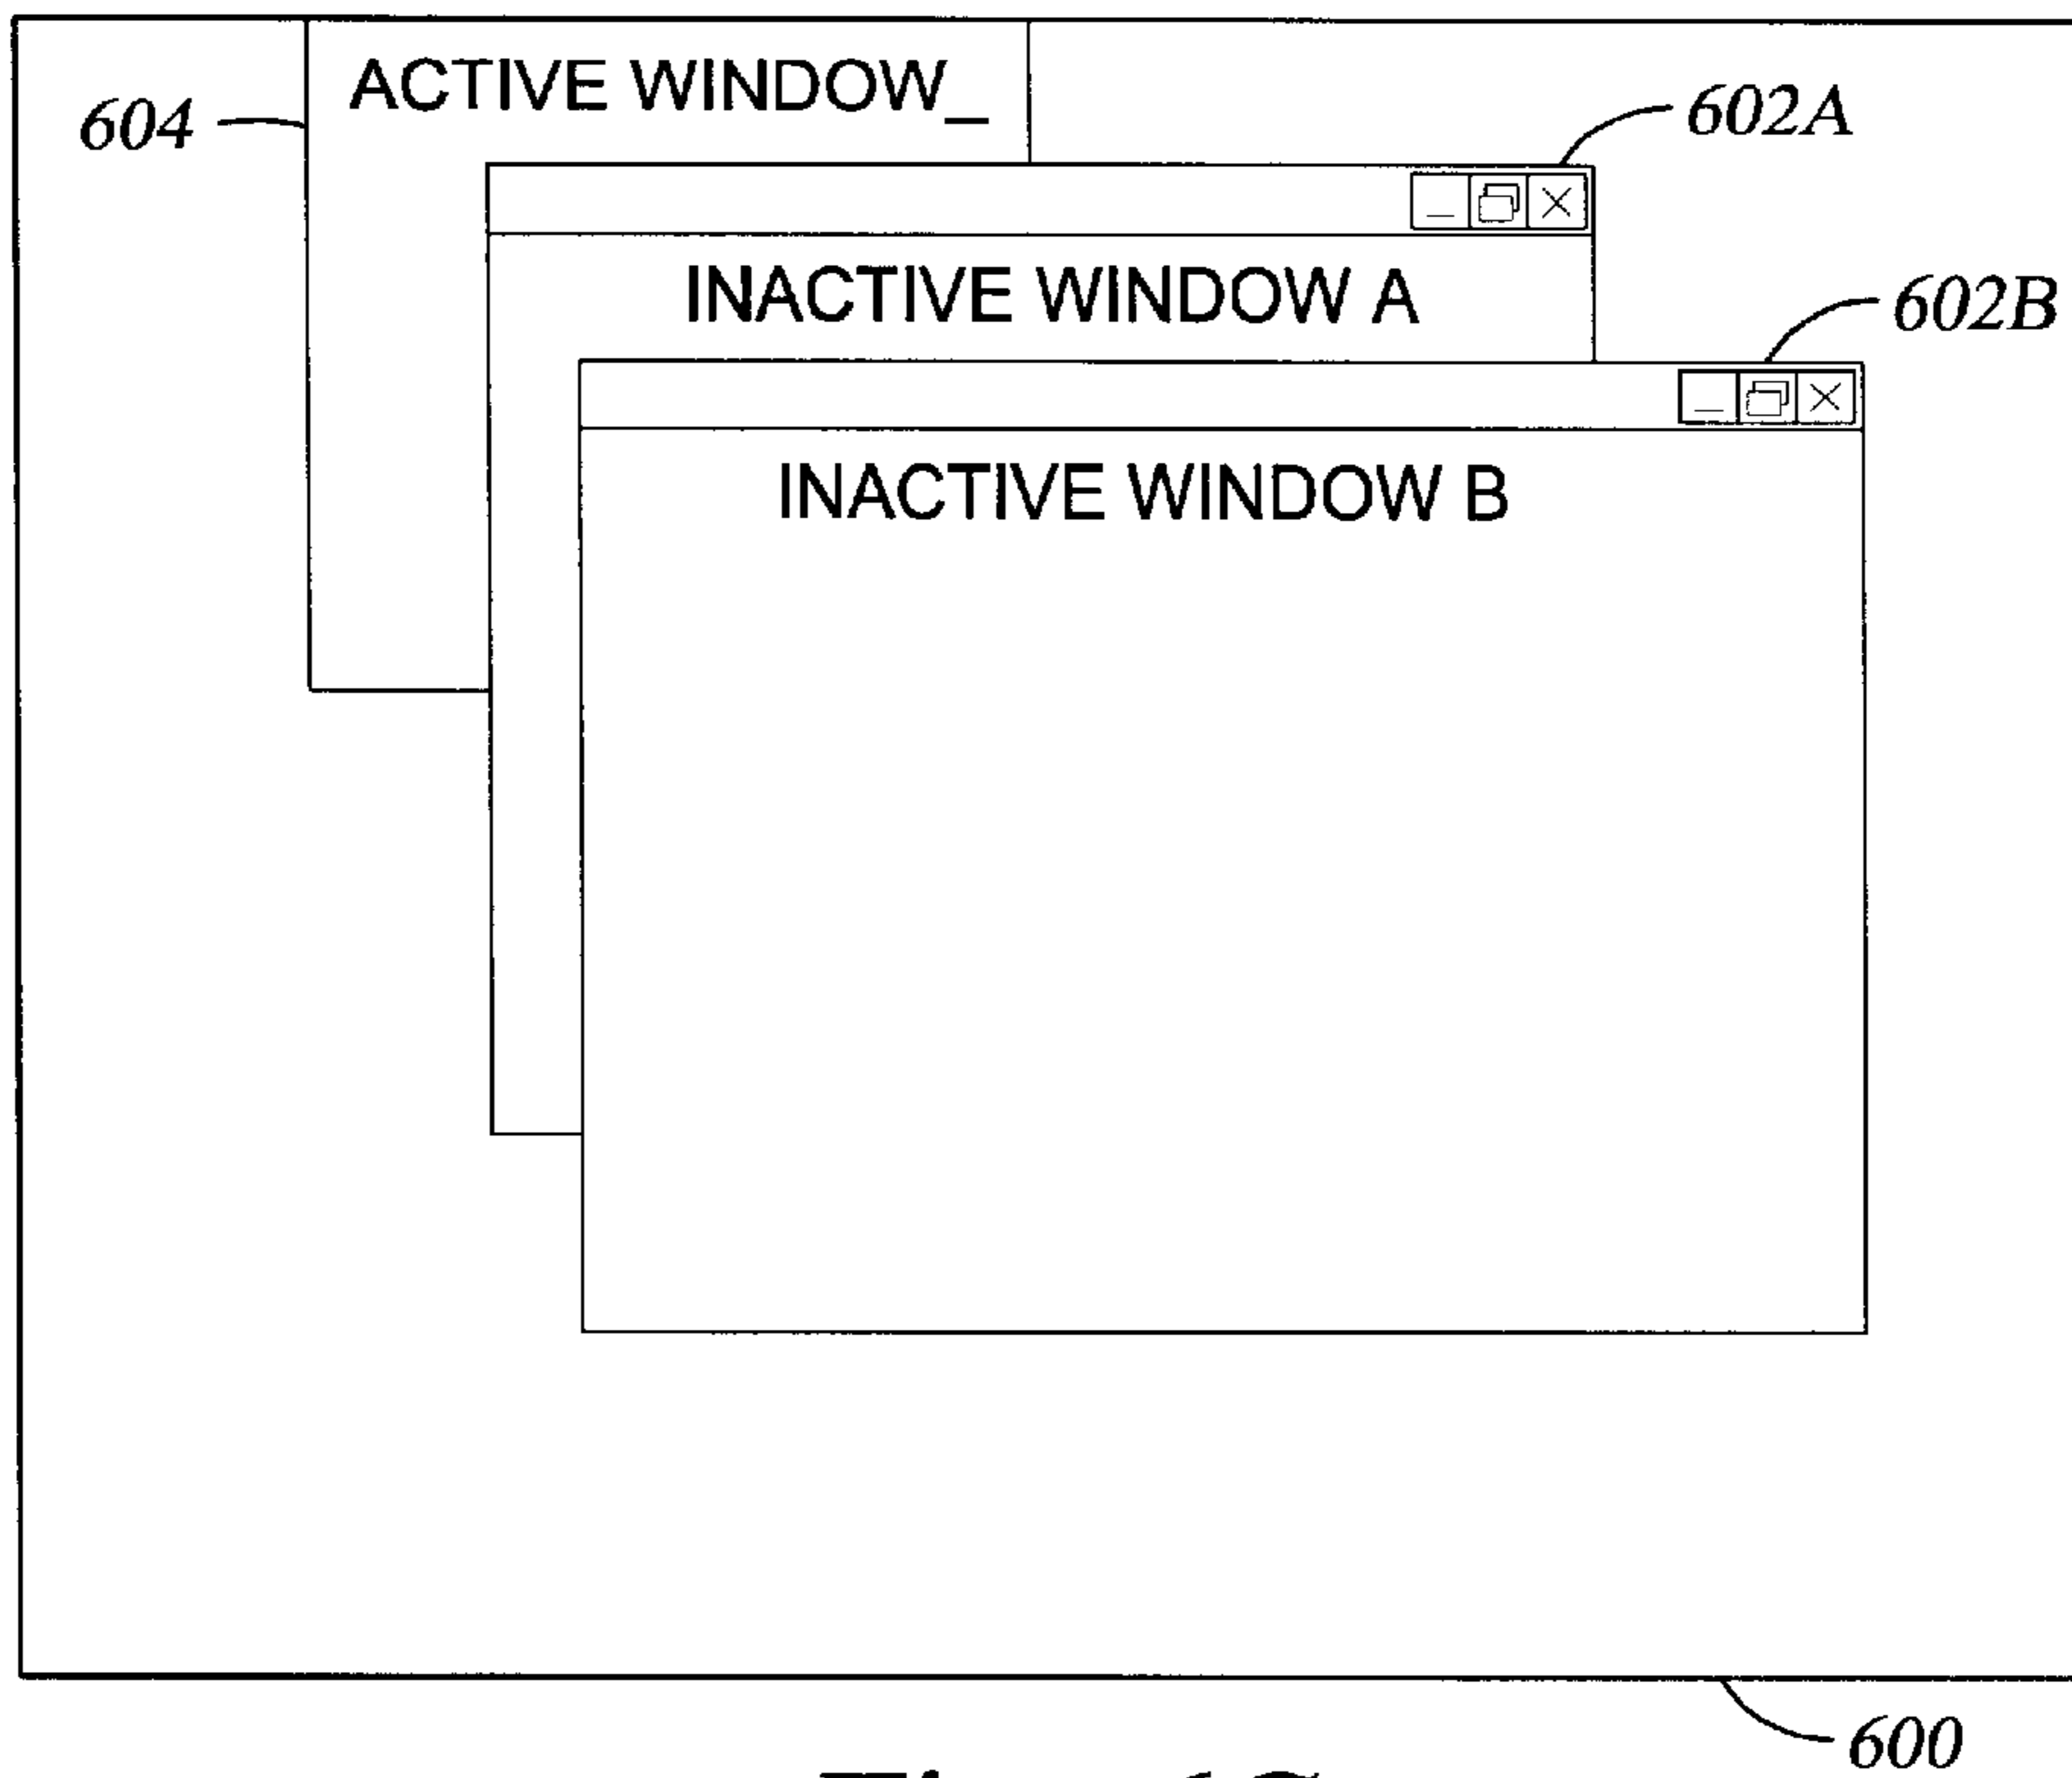 ACTIVE WINDOW_
604
602A
INACTIVE WINDOW A
602B
INACTIVE WINDOW B
600